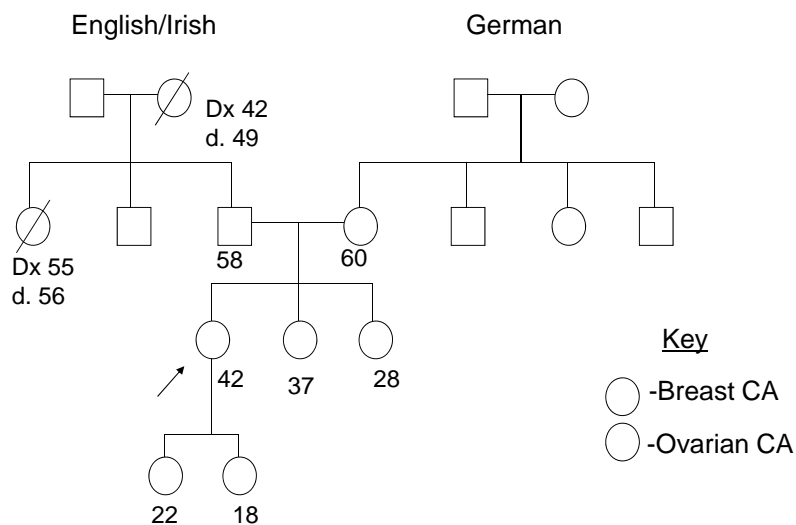 English/Irish
German
Dx 42
d. 49
Dx 55
d. 56
58
60
42
37
28
22
18
Key
-Breast CA
-Ovarian CA